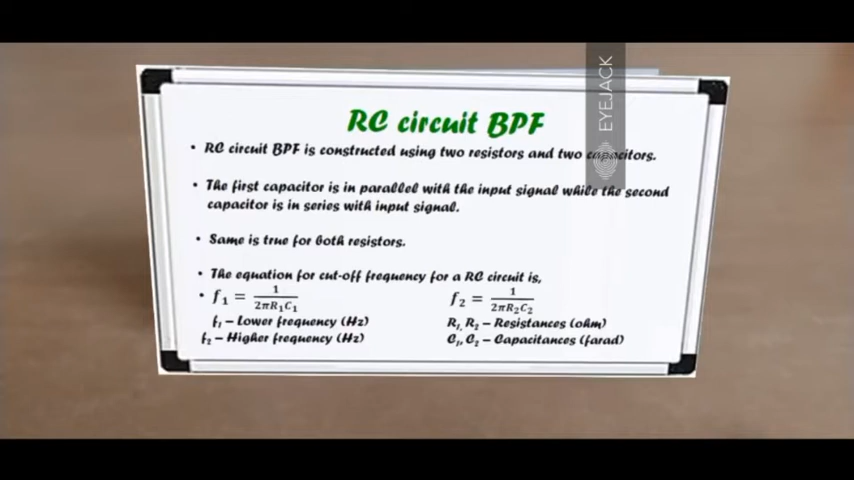 RC circuit BPF
• RC circuit BPF is constructed using two resistors and two capacitors.
• The first capacitor is in parallel with the input signal while the second
capacitor is in series with input signal.
• Same is true for both resistors.
• The equation for cut-off frequency for a RC circuit is,
• f₁ = 1/(2πR₁C₁)    f₂ = 1/(2πR₂C₂)
f₁ – Lower frequency (Hz)    R₁, R₂ – Resistances (ohm)
f₂ – Higher frequency (Hz)    C₁, C₂ – Capacitances (farad)
EYEJACK